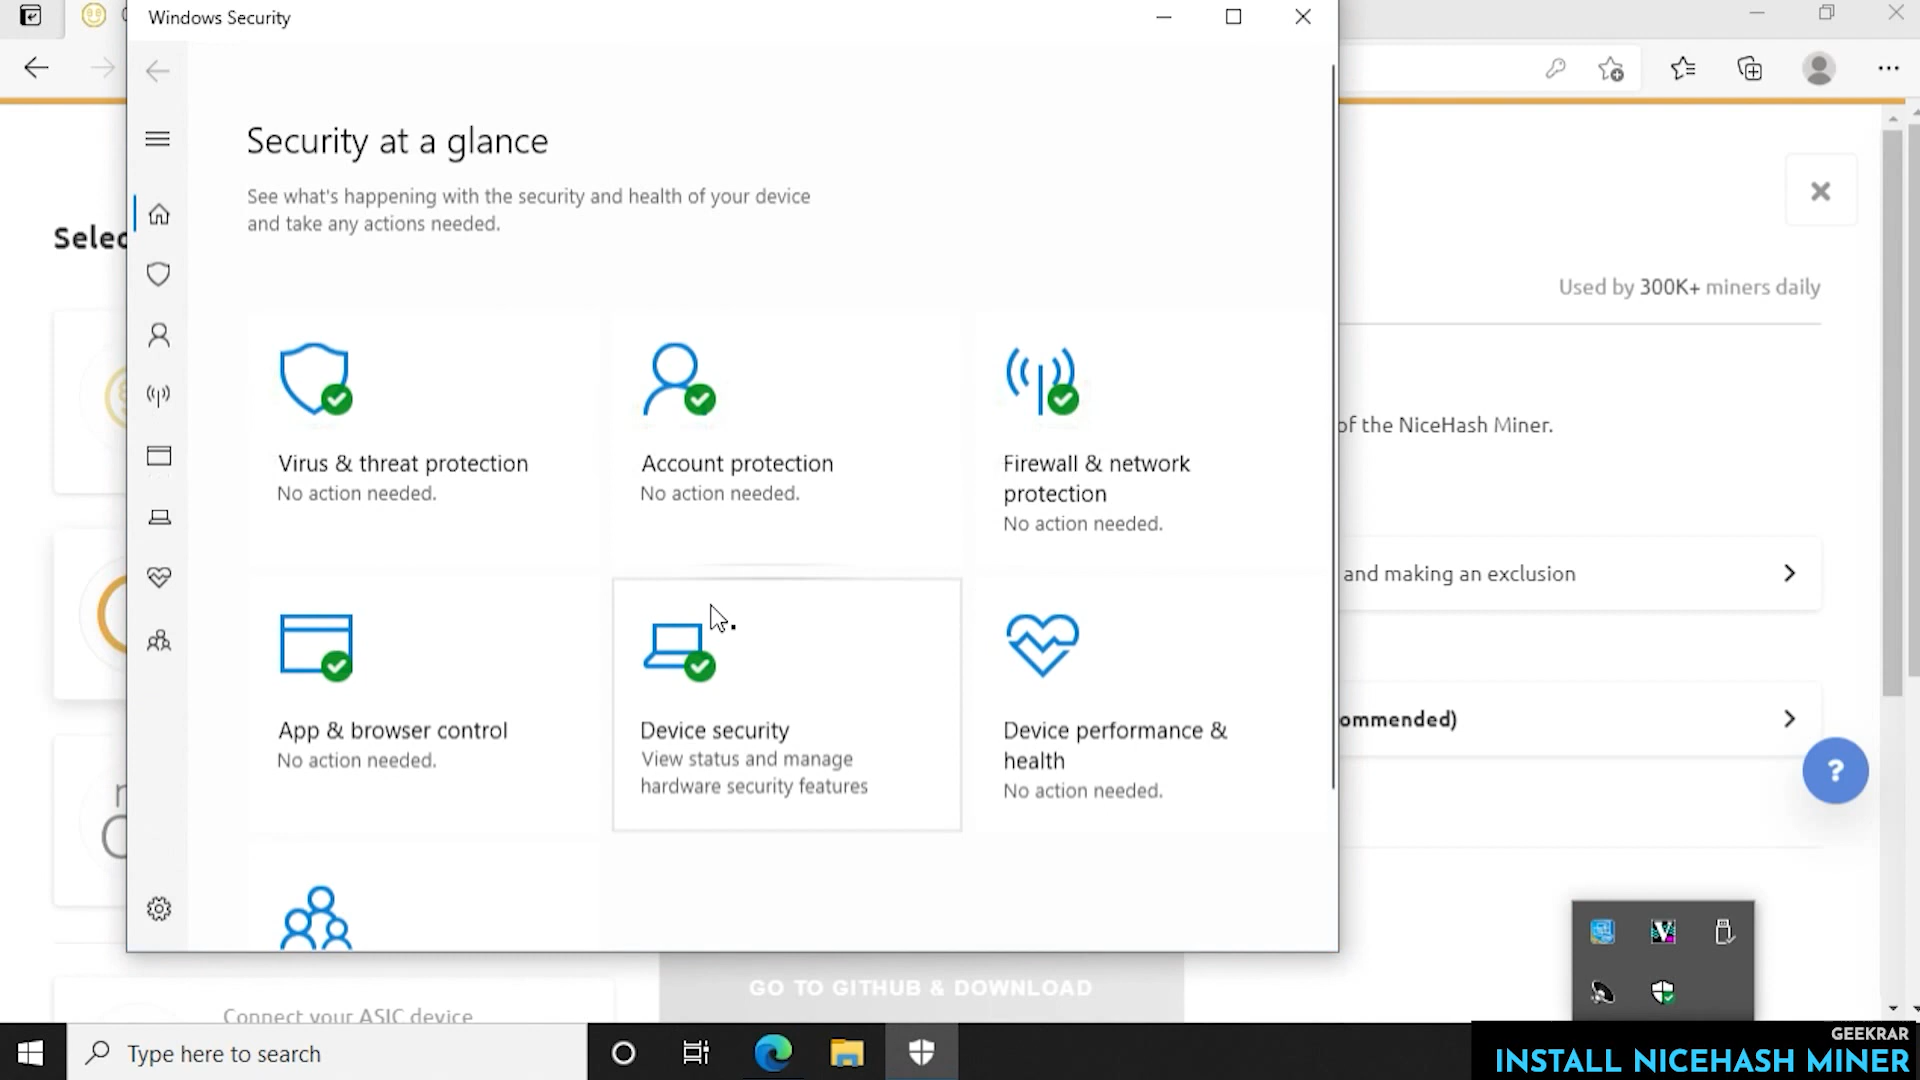 Windows Security
Security at a glance
See what's happening with the security and health of your device
and take any actions needed.
Selec
Used by 300K+ miners daily
of the NiceHash Miner.
Virus & threat protection
No action needed.
Account protection
No action needed.
Firewall & network
protection
No action needed.
and making an exclusion
App & browser control
No action needed.
Device security
View status and manage
hardware security features
Device performance &
health
No action needed.
ommended)
?
GO TO GITHUB & DOWNLOAD
Connect your ASIC device
Type here to search
GEEKRAR
INSTALL NICEHASH MINER